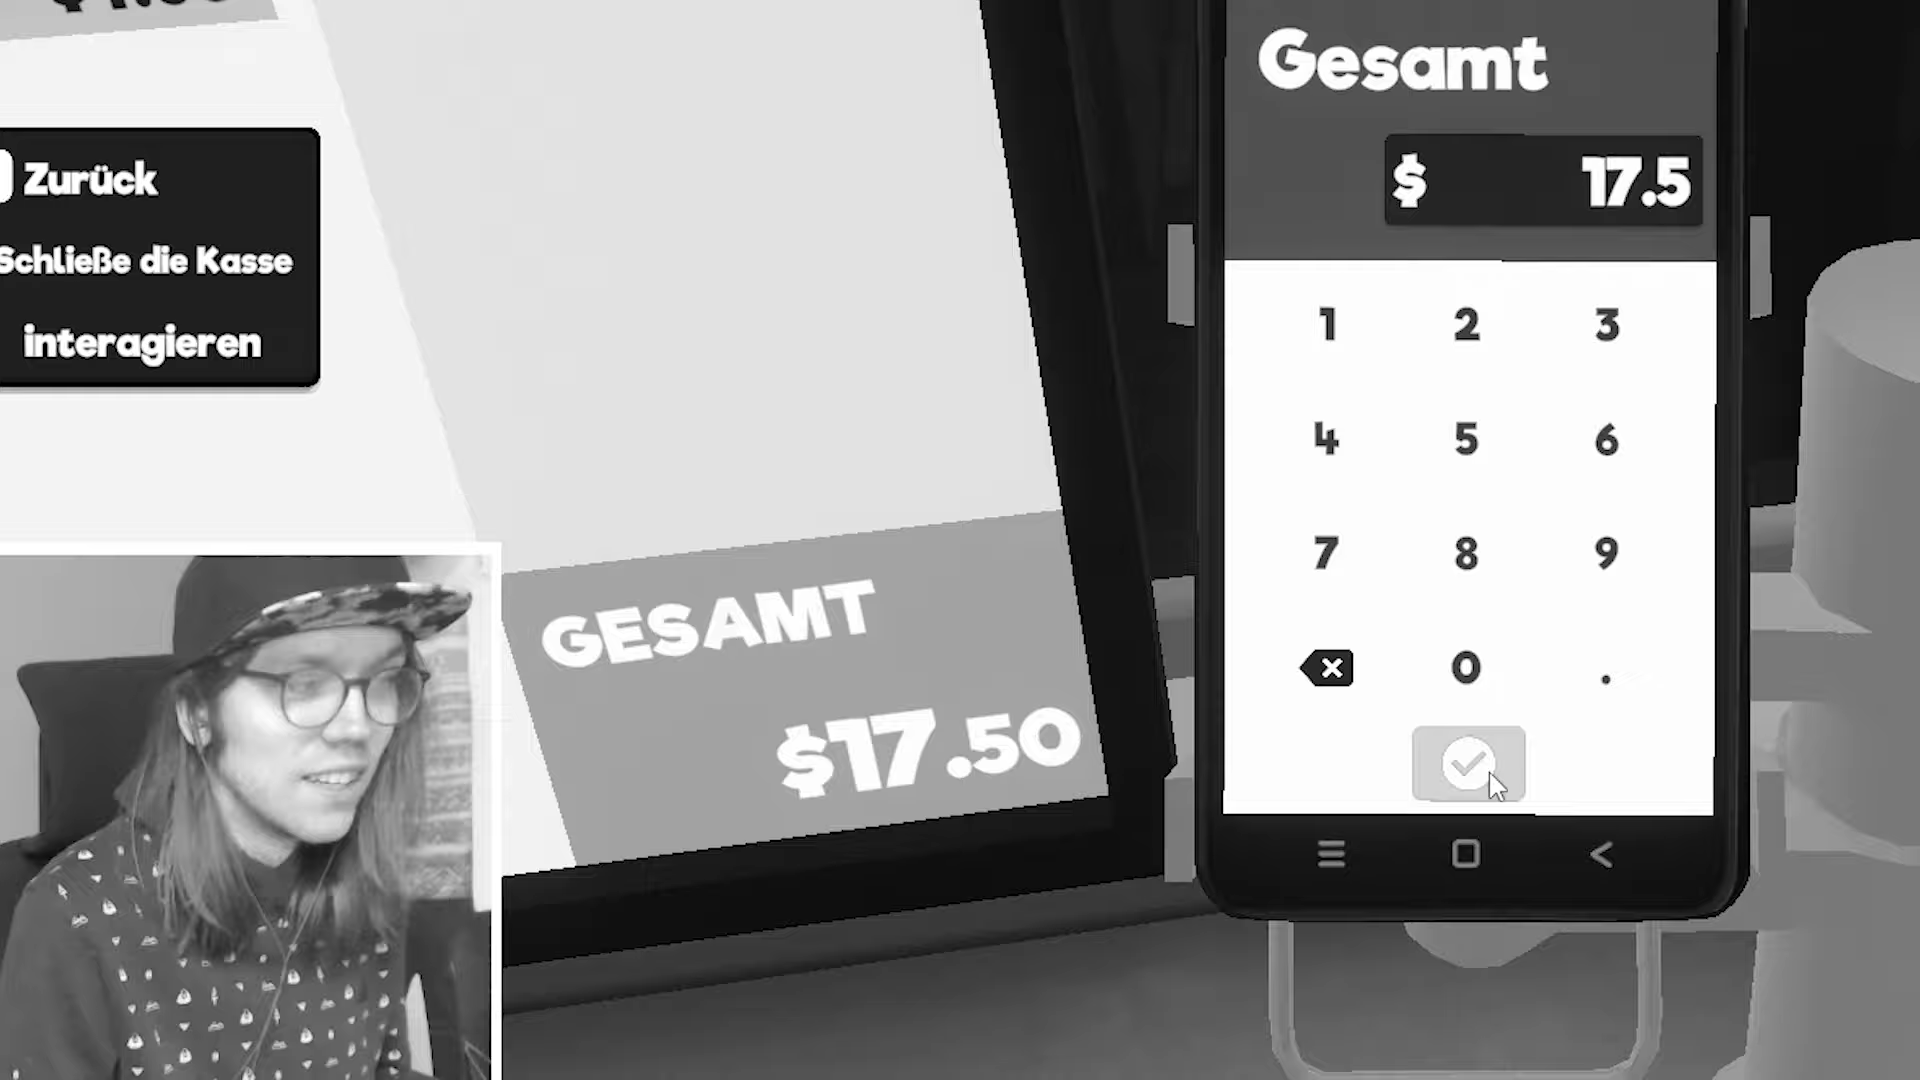 Zurück
Schließe die Kasse
interagieren
GESAMT
$17.50
Gesamt
$ 17.5
1 2 3
4 5 6
7 8 9
0 .